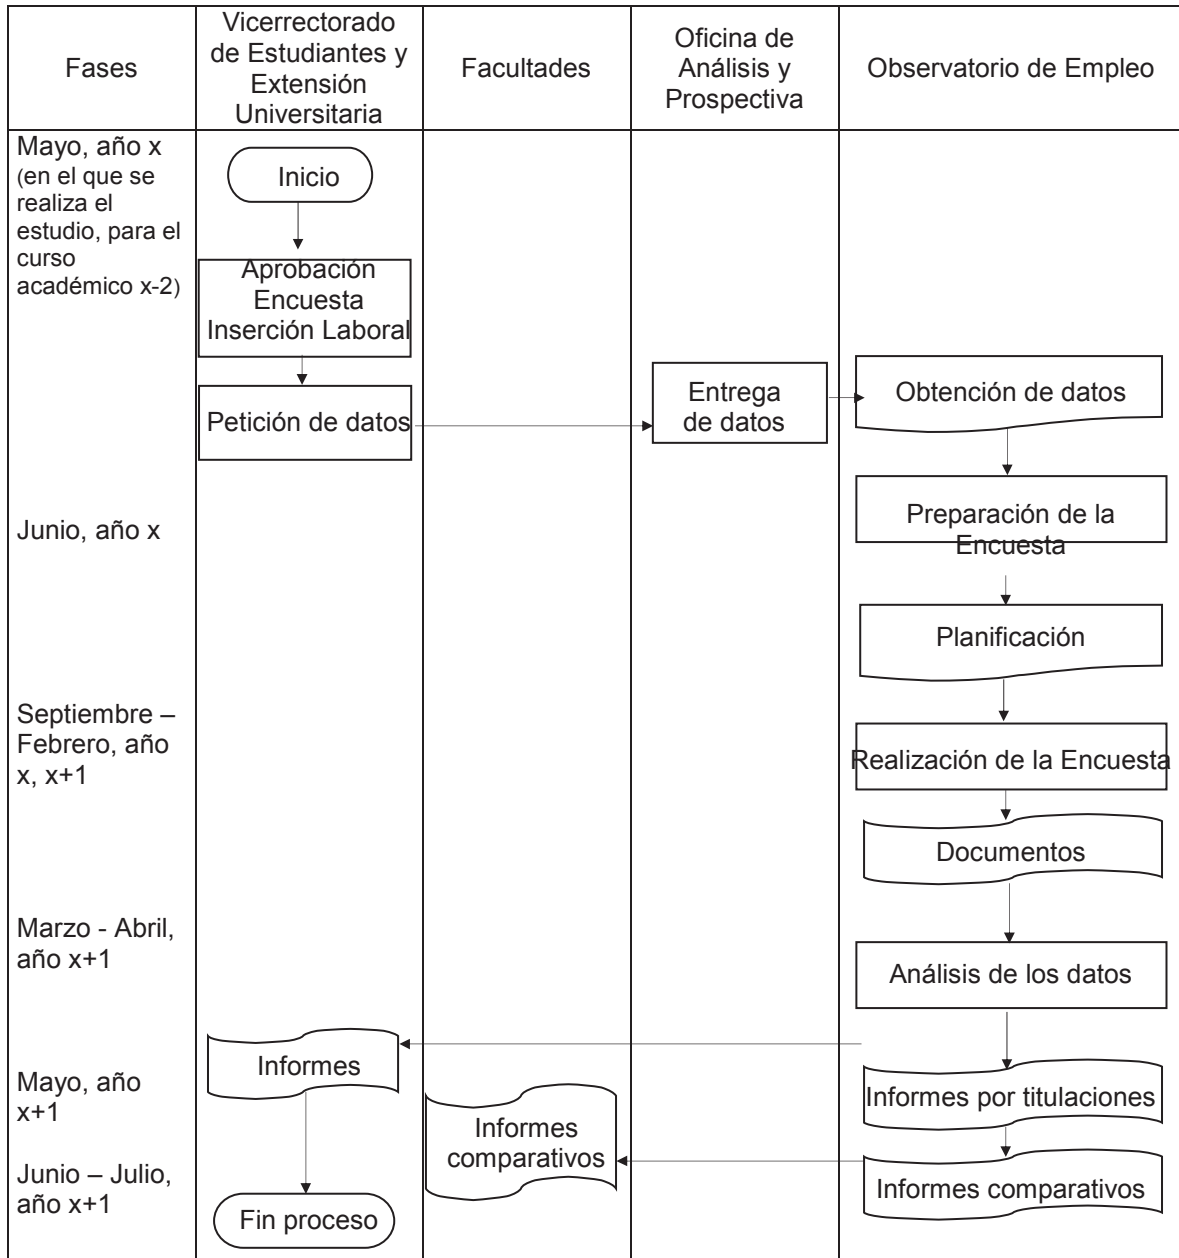 Fases
Vicerrectorado
de Estudiantes y
Extensión
Universitaria
Facultades
Oficina de
Análisis y
Prospectiva
Observatorio de Empleo
Mayo, año x
(en el que se
realiza el
estudio, para el
curso
académico x-2)
Inicio
Aprobación
Encuesta
Inserción Laboral
Petición de datos
Entrega
de datos
Obtención de datos
Junio, año x
Preparación de la
Encuesta
Planificación
Septiembre –
Febrero, año
x, x+1
Realización de la Encuesta
Documentos
Marzo - Abril,
año x+1
Análisis de los datos
Informes
Mayo, año
x+1
Informes por titulaciones
Informes
comparativos
Junio – Julio,
año x+1
Informes comparativos
Fin proceso